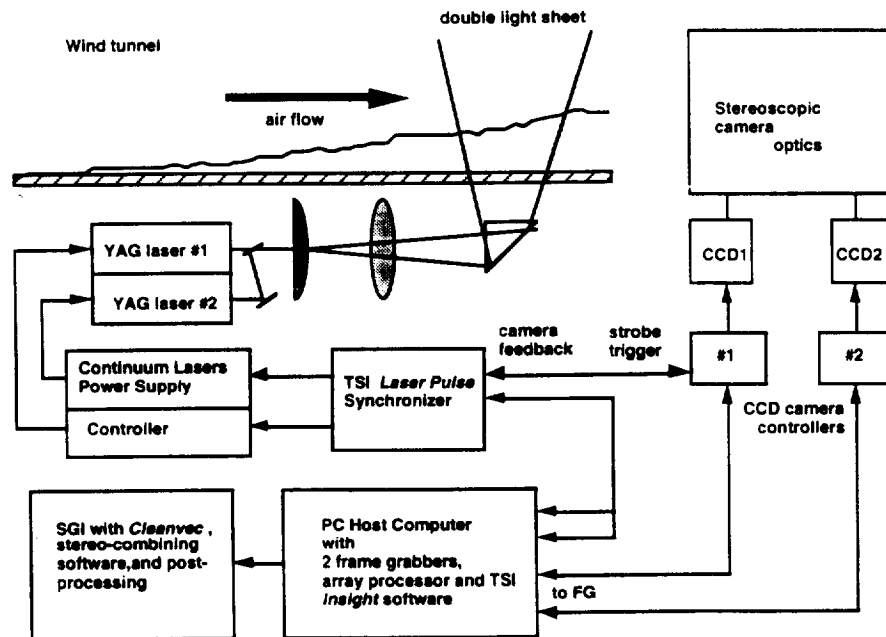 double light sheet
Wind tunnel
air flow
Stereoscopic
camera
optics
YAG laser #1
YAG laser #2
CCD1
CCD2
camera
feedback
strobe
trigger
#1
#2
CCD camera
controllers
Continuum Lasers
Power Supply
Controller
TSI Laser Pulse
Synchronizer
SGI with Cleanvec ,
stereo-combining
software,and post-
processing
PC Host Computer
with
2 frame grabbers,
array processor and TSI
Insight software
to FG